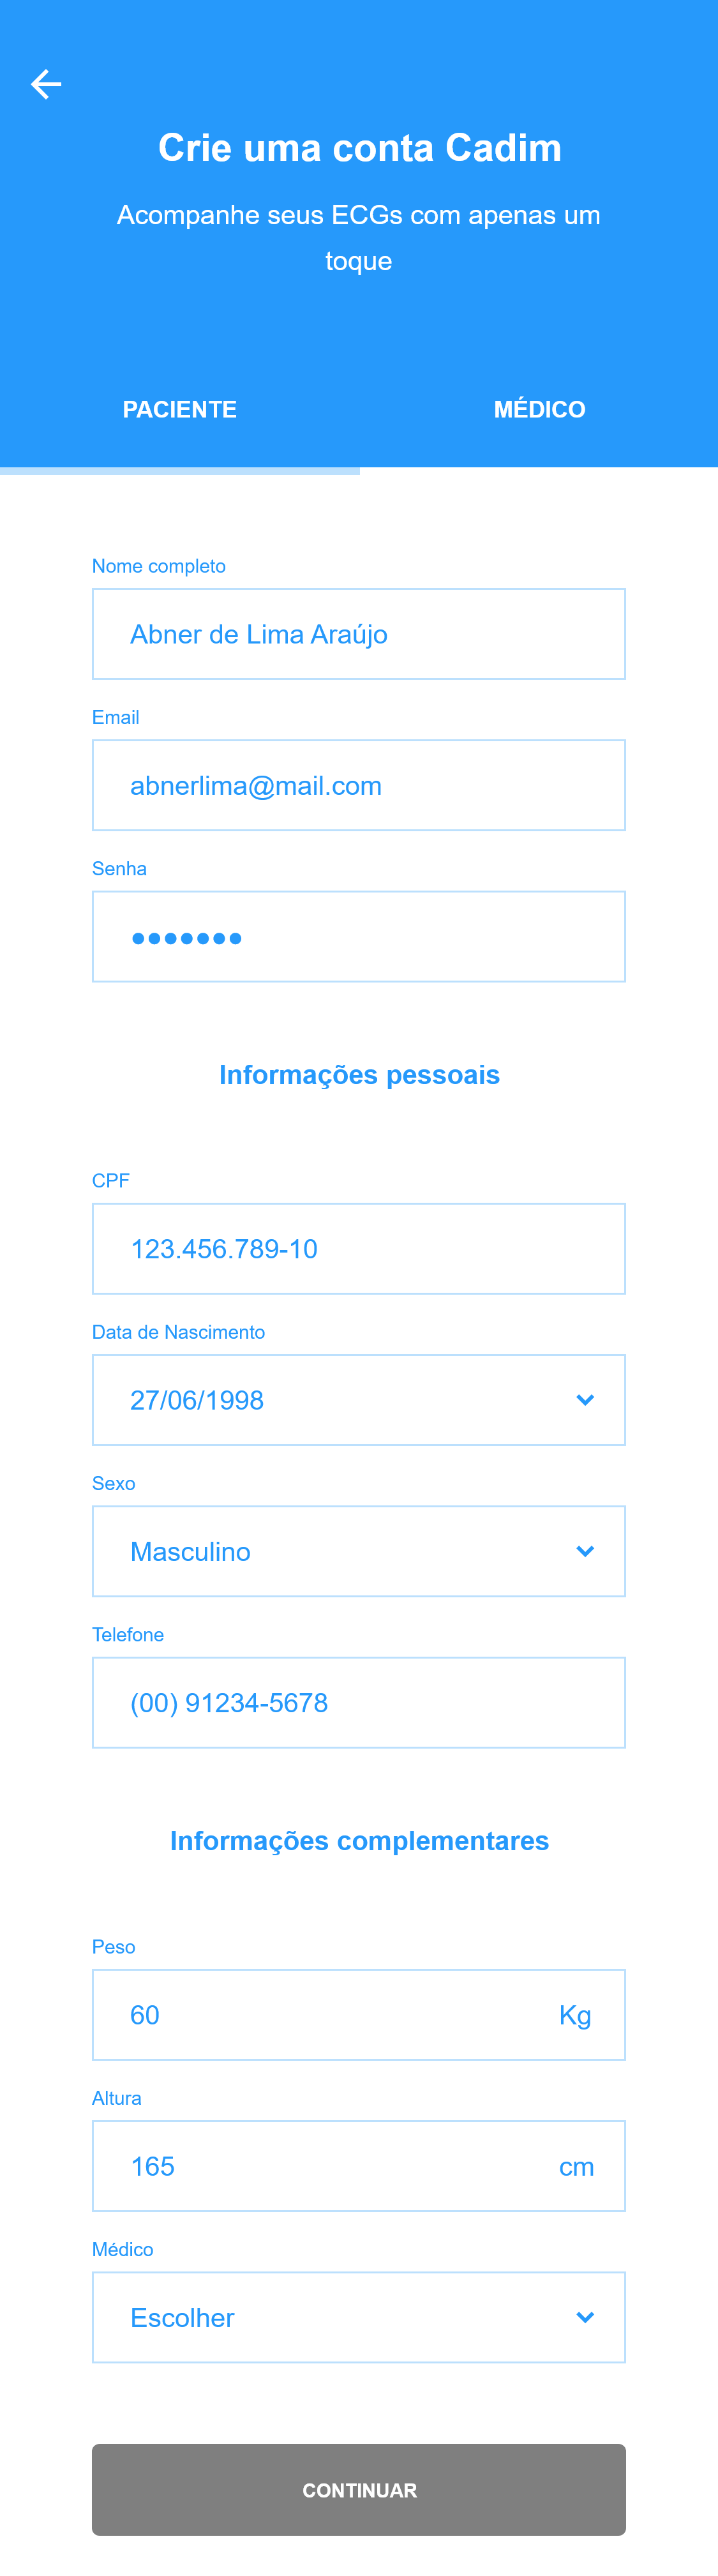 Crie uma conta Cadim
Acompanhe seus ECGs com apenas um
toque
PACIENTE MÉDICO
Nome completo
Abner de Lima Araújo
Email
abnerlima@mail.com
Senha
•••••••
Informações pessoais
CPF
123.456.789-10
Data de Nascimento
27/06/1998
Sexo
Masculino
Telefone
(00) 91234-5678
Informações complementares
Peso
60 Kg
Altura
165 cm
Médico
Escolher
CONTINUAR